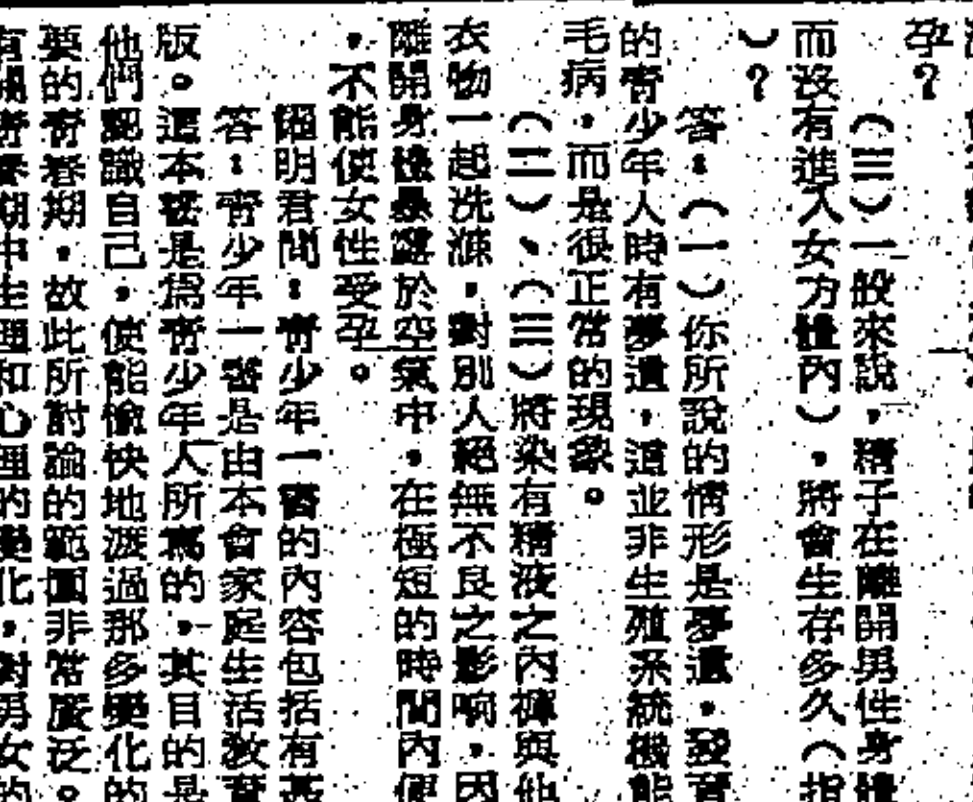 孕？
（三）一般來說，精子在離開男性身體
而沒有進入女方體內），將會生存多久（指
）？
答：（一）你所說的情形是夢遺，發育
的青少年人時有夢遺，這並非生殖系統機能
毛病，而是很正常的現象。
（二）、（三）將染有精液之內褲與他
衣物一起洗滌，對別人絕無不良之影响，因
離開身體暴露於空氣中，在極短的時間內便
，不能使女性受孕。
明君問：青少年一書的內容包括有甚
答：青少年一書是由本會家庭生活教育
版。這本書是為青少年人所寫的，其目的是
他們認識自己，使能愉快地渡過那多變化的
要的青春期，故此所討論的範圍非常廣泛。
有關青春期中生理和心理的變化，對男女的